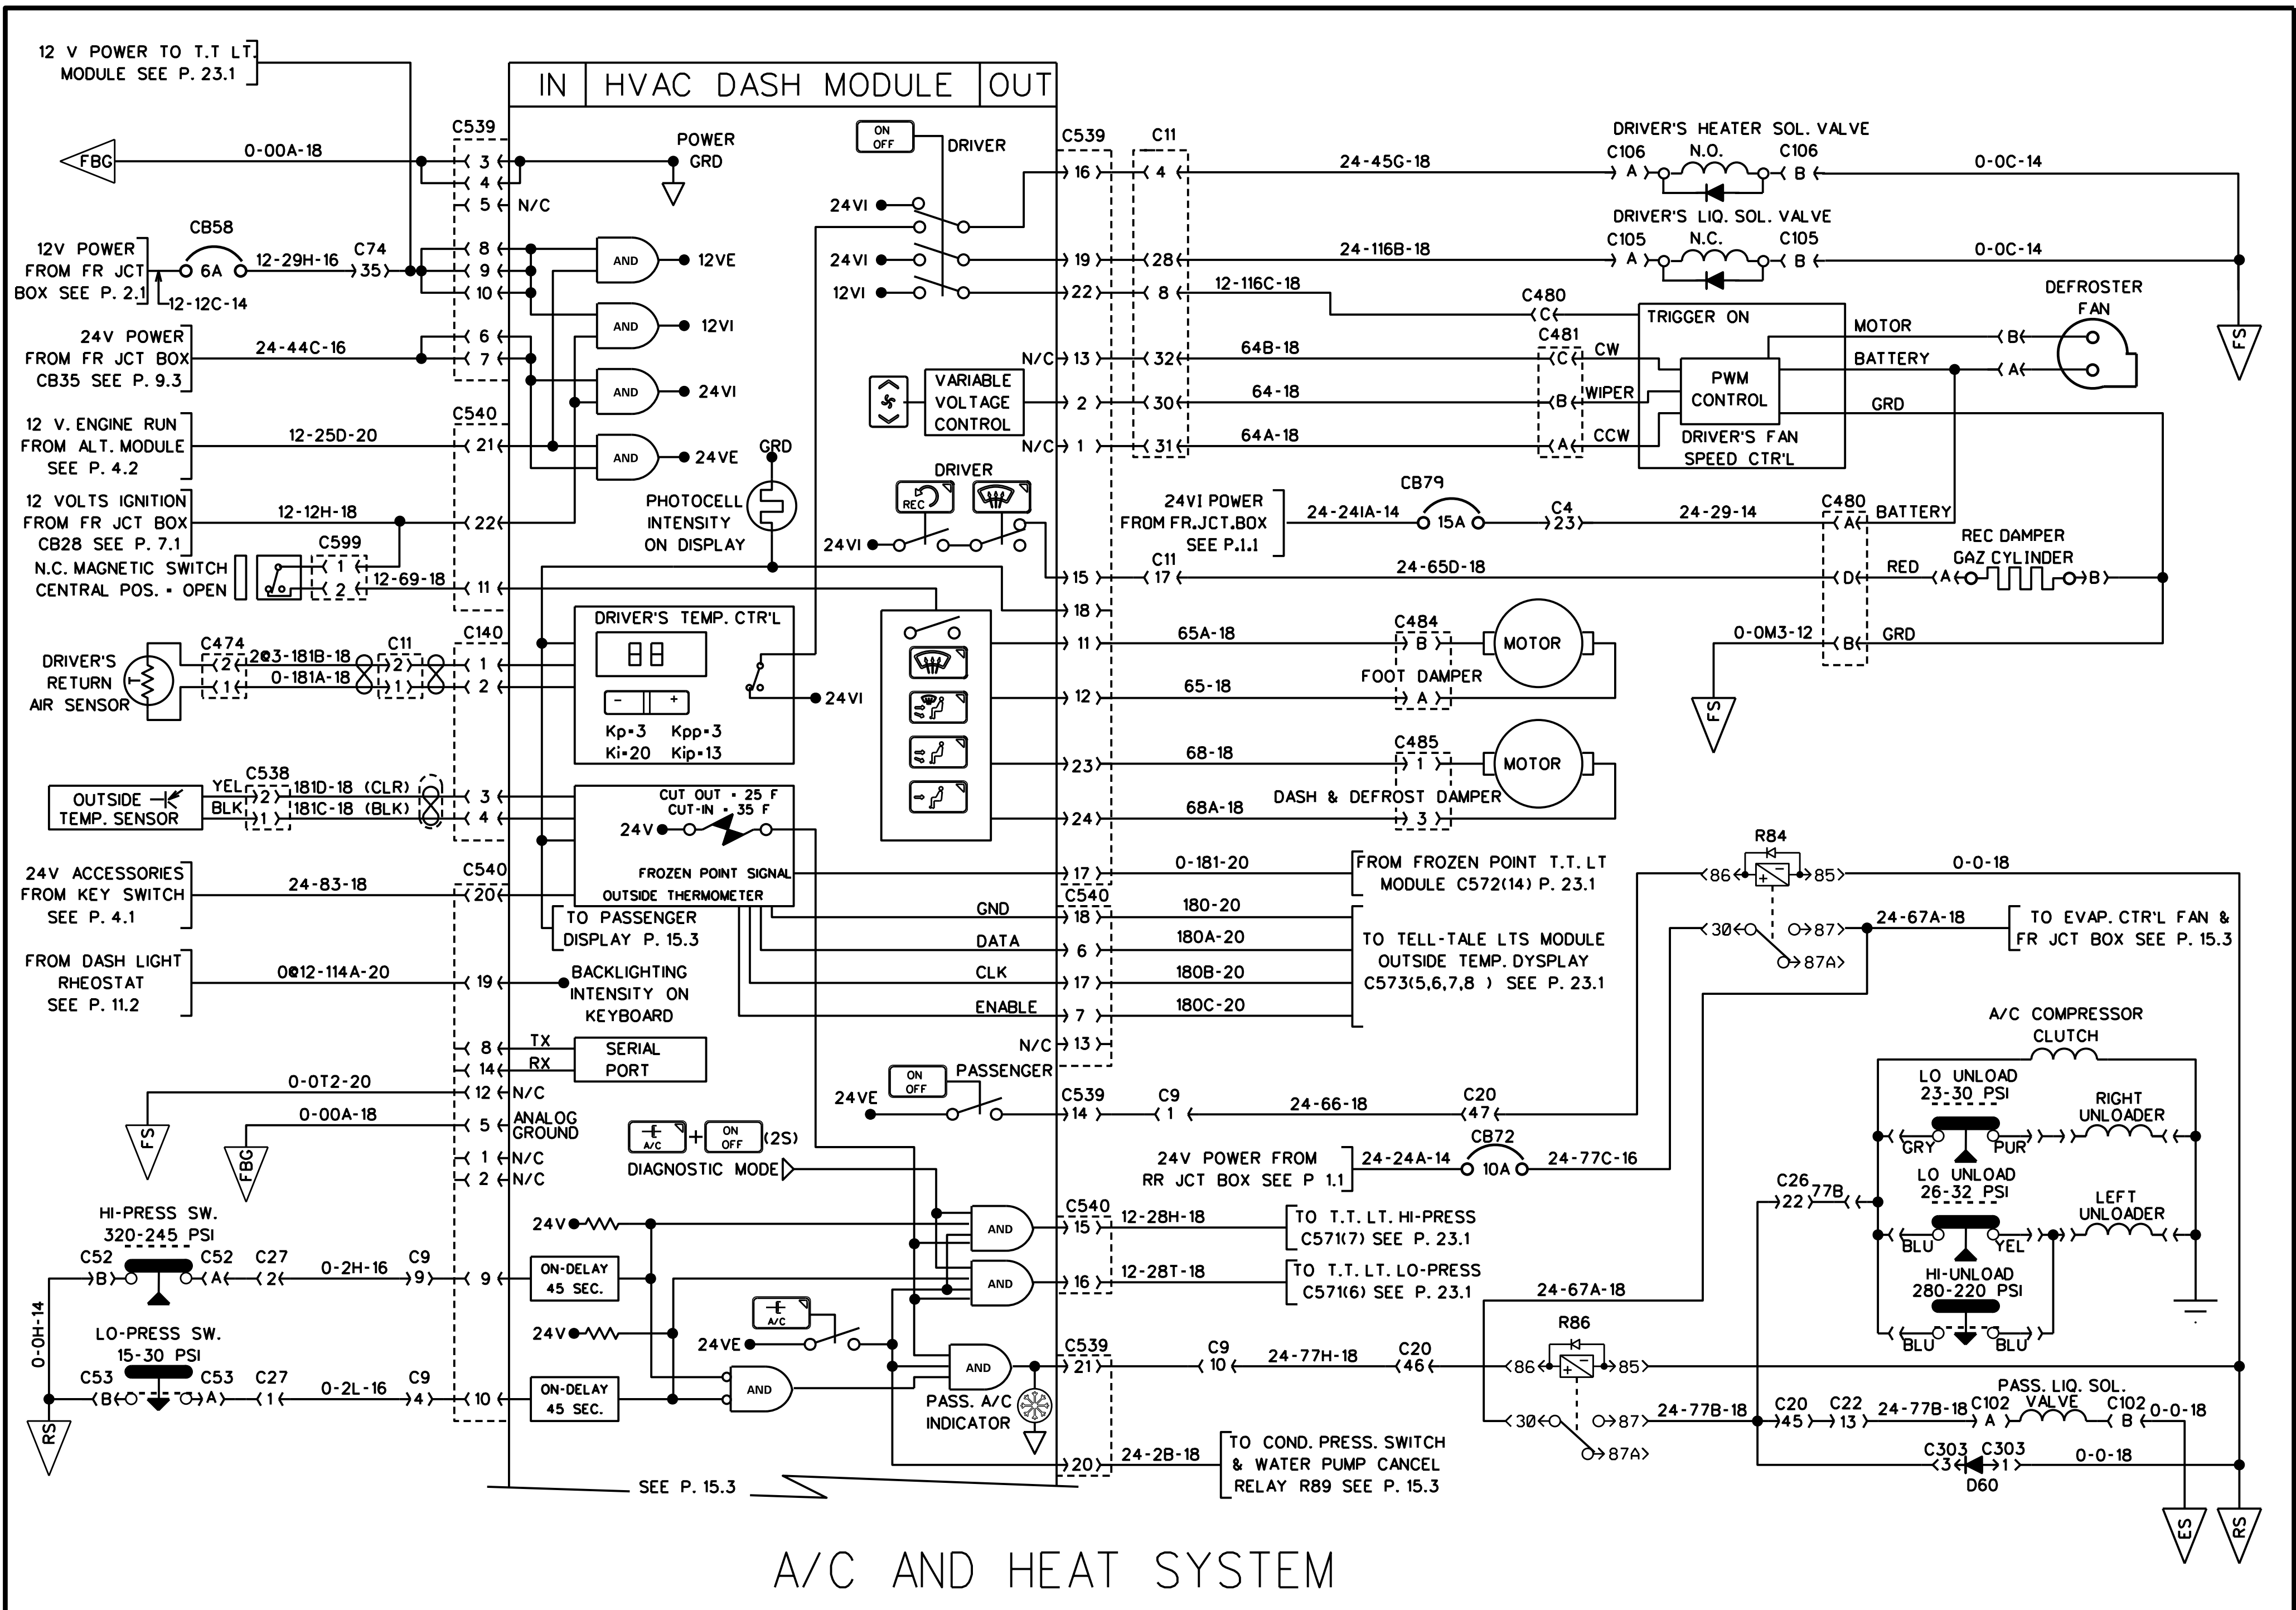 12 V POWER TO T.T LT.
MODULE SEE P. 23.1
IN
HVAC DASH MODULE
OUT
FBG
0-00A-18
C539
3
4
5
N/C
POWER
GRD
CB58
12V POWER
FROM FR JCT
BOX SEE P. 2.1
6A
12-29H-16
C74
35
12-12C-14
8
9
10
AND
12VE
AND
12VI
24V POWER
FROM FR JCT BOX
CB35 SEE P. 9.3
24-44C-16
6
7
AND
24VI
12 V. ENGINE RUN
FROM ALT. MODULE
SEE P. 4.2
12-25D-20
C540
21
AND
24VE
12 VOLTS IGNITION
FROM FR JCT BOX
CB28 SEE P. 7.1
12-12H-18
22
GRD
PHOTOCELL
INTENSITY
ON DISPLAY
N.C. MAGNETIC SWITCH
CENTRAL POS. = OPEN
C599
1
2
12-69-18
11
DRIVER'S
RETURN
AIR SENSOR
T
C474
2
1
2@3-181B-18
0-181A-18
C11
2
1
C140
1
2
DRIVER'S TEMP. CTR'L
88
-
+
Kp=3 Kpp=3
Ki=20 Kip=13
24VI
OUTSIDE
TEMP. SENSOR
YEL
BLK
C538
2
1
181D-18 (CLR)
181C-18 (BLK)
3
4
CUT OUT = 25 F
CUT-IN = 35 F
24V
FROZEN POINT SIGNAL
OUTSIDE THERMOMETER
24V ACCESSORIES
FROM KEY SWITCH
SEE P. 4.1
24-83-18
C540
20
TO PASSENGER
DISPLAY P. 15.3
FROM DASH LIGHT
RHEOSTAT
SEE P. 11.2
0@12-114A-20
19
BACKLIGHTING
INTENSITY ON
KEYBOARD
8
TX
14
RX
SERIAL
PORT
0-0T2-20
12
N/C
FS
0-00A-18
5
ANALOG
GROUND
FBG
1
N/C
2
N/C
A/C
+
ON
OFF
(2S)
DIAGNOSTIC MODE
HI-PRESS SW.
320-245 PSI
C52
B
C52
A
C27
2
0-2H-16
C9
9
9
24V
ON-DELAY
45 SEC.
0-0H-14
LO-PRESS SW.
15-30 PSI
C53
B
C53
A
C27
1
0-2L-16
C9
4
10
24V
ON-DELAY
45 SEC.
RS
A/C
24VE
AND
AND
AND
AND
PASS. A/C
INDICATOR
SEE P. 15.3
ON
OFF
DRIVER
24VI
24VI
12VI
C539
16
19
22
C11
4
28
8
24-45G-18
24-116B-18
12-116C-18
DRIVER'S HEATER SOL. VALVE
C106
N.O.
C106
A
B
0-0C-14
DRIVER'S LIQ. SOL. VALVE
C105
N.C.
C105
A
B
0-0C-14
FS
C480
C
TRIGGER ON
C481
C
CW
B
WIPER
A
CCW
PWM
CONTROL
DRIVER'S FAN
SPEED CTR'L
MOTOR
BATTERY
GRD
B
A
DEFROSTER
FAN
VARIABLE
VOLTAGE
CONTROL
N/C
13
32
64B-18
2
30
64-18
N/C
1
31
64A-18
DRIVER
REC
24VI
24VI POWER
FROM FR. JCT. BOX
SEE P.1.1
24-24IA-14
CB79
15A
C4
23
24-29-14
C480
A
BATTERY
15
C11
17
24-65D-18
D
RED
REC DAMPER
GAZ CYLINDER
A
B
18
0-0M3-12
B
GRD
FS
11
65A-18
C484
B
MOTOR
FOOT DAMPER
12
65-18
A
23
68-18
C485
1
MOTOR
DASH & DEFROST DAMPER
24
68A-18
3
17
0-181-20
FROM FROZEN POINT T.T. LT
MODULE C572(14) P. 23.1
C540
GND
18
180-20
DATA
6
180A-20
CLK
17
180B-20
ENABLE
7
180C-20
TO TELL-TALE LTS MODULE
OUTSIDE TEMP. DYSPLAY
C573(5,6,7,8 ) SEE P. 23.1
N/C
13
ON
OFF
PASSENGER
24VE
C539
14
C9
1
24-66-18
C20
47
24V POWER FROM
RR JCT BOX SEE P 1.1
24-24A-14
CB72
10A
24-77C-16
R84
86
+
-
85
0-0-18
30
87
87A
24-67A-18
TO EVAP. CTR'L FAN &
FR JCT BOX SEE P. 15.3
C540
15
12-28H-18
TO T.T. LT. HI-PRESS
C571(7) SEE P. 23.1
16
12-28T-18
TO T.T. LT. LO-PRESS
C571(6) SEE P. 23.1
C539
21
C9
10
24-77H-18
C20
46
24-67A-18
R86
86
+
-
85
30
87
87A
20
24-2B-18
TO COND. PRESS. SWITCH
& WATER PUMP CANCEL
RELAY R89 SEE P. 15.3
A/C COMPRESSOR
CLUTCH
LO UNLOAD
23-30 PSI
GRY
PUR
RIGHT
UNLOADER
LO UNLOAD
26-32 PSI
BLU
YEL
LEFT
UNLOADER
HI-UNLOAD
280-220 PSI
BLU
BLU
C26
22
77B
24-77B-18
C20
45
C22
13
24-77B-18
C102
A
PASS. LIQ. SOL.
VALVE
C102
B
0-0-18
C303
3
C303
1
D60
0-0-18
ES
RS
A/C AND HEAT SYSTEM